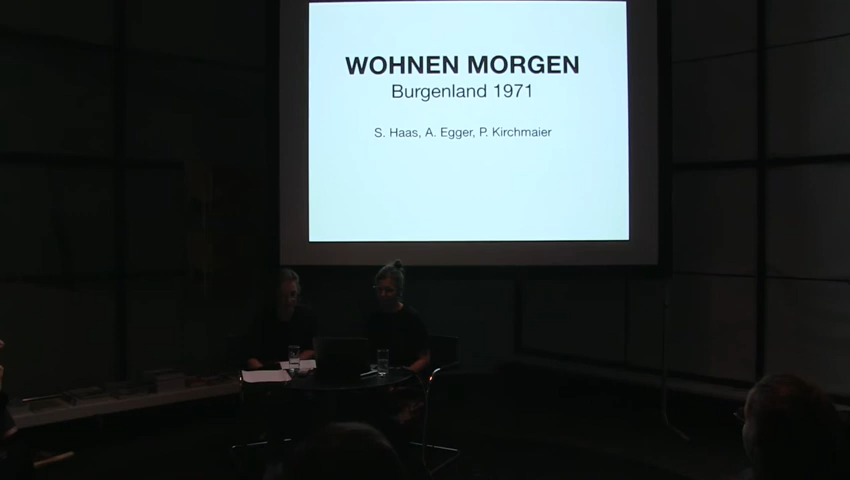 WOHNEN MORGEN
Burgenland 1971
S. Haas, A. Egger, P. Kirchmaier